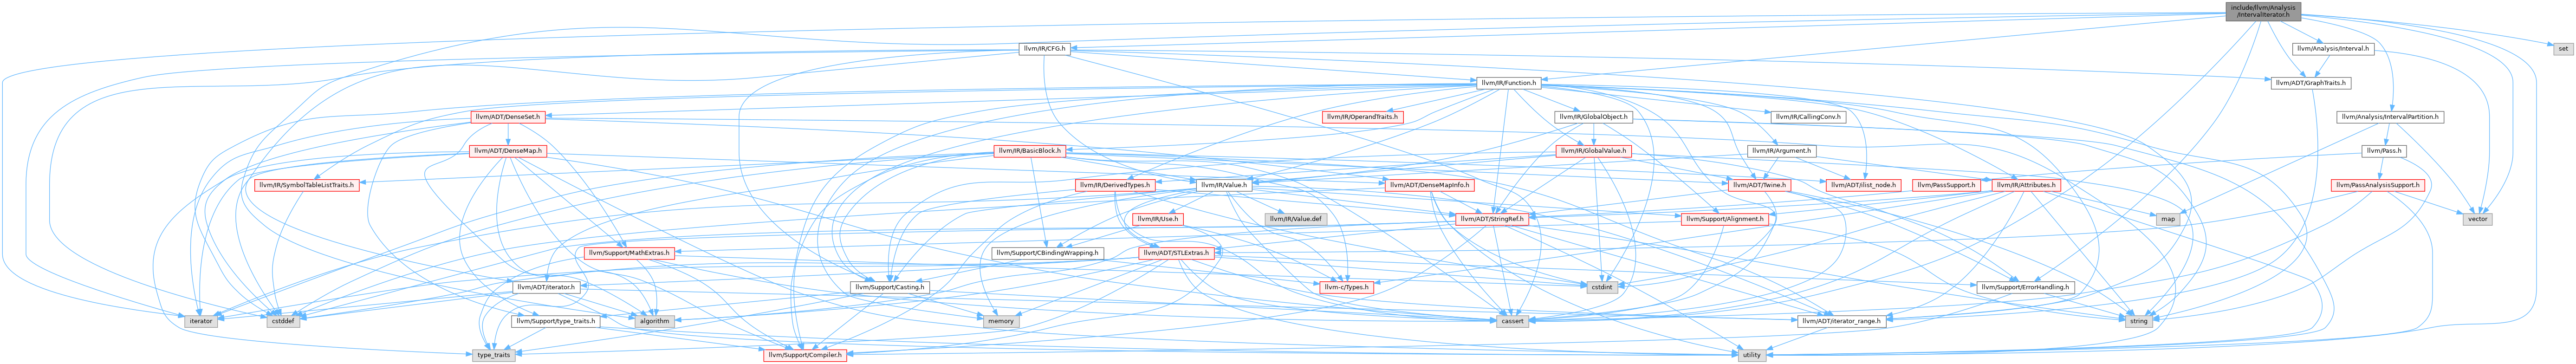 include/llvm/Analysis
/IntervalIterator.h
llvm/IR/CFG.h
llvm/Analysis/Interval.h
set
llvm/IR/Function.h
llvm/ADT/GraphTraits.h
llvm/ADT/DenseSet.h
llvm/IR/OperandTraits.h
llvm/IR/GlobalObject.h
llvm/IR/CallingConv.h
llvm/Analysis/IntervalPartition.h
llvm/ADT/DenseMap.h
llvm/IR/BasicBlock.h
llvm/IR/GlobalValue.h
llvm/IR/Argument.h
llvm/Pass.h
llvm/IR/SymbolTableListTraits.h
llvm/IR/DerivedTypes.h
llvm/IR/Value.h
llvm/ADT/DenseMapInfo.h
llvm/ADT/Twine.h
llvm/ADT/ilist_node.h
llvm/PassSupport.h
llvm/IR/Attributes.h
llvm/PassAnalysisSupport.h
llvm/IR/Use.h
llvm/IR/Value.def
llvm/ADT/StringRef.h
llvm/Support/Alignment.h
map
vector
llvm/Support/MathExtras.h
llvm/Support/CBindingWrapping.h
llvm/ADT/STLExtras.h
llvm/ADT/iterator.h
llvm/Support/Casting.h
llvm-c/Types.h
cstdint
llvm/Support/ErrorHandling.h
iterator
cstddef
algorithm
llvm/Support/type_traits.h
memory
cassert
llvm/ADT/iterator_range.h
string
type_traits
llvm/Support/Compiler.h
utility